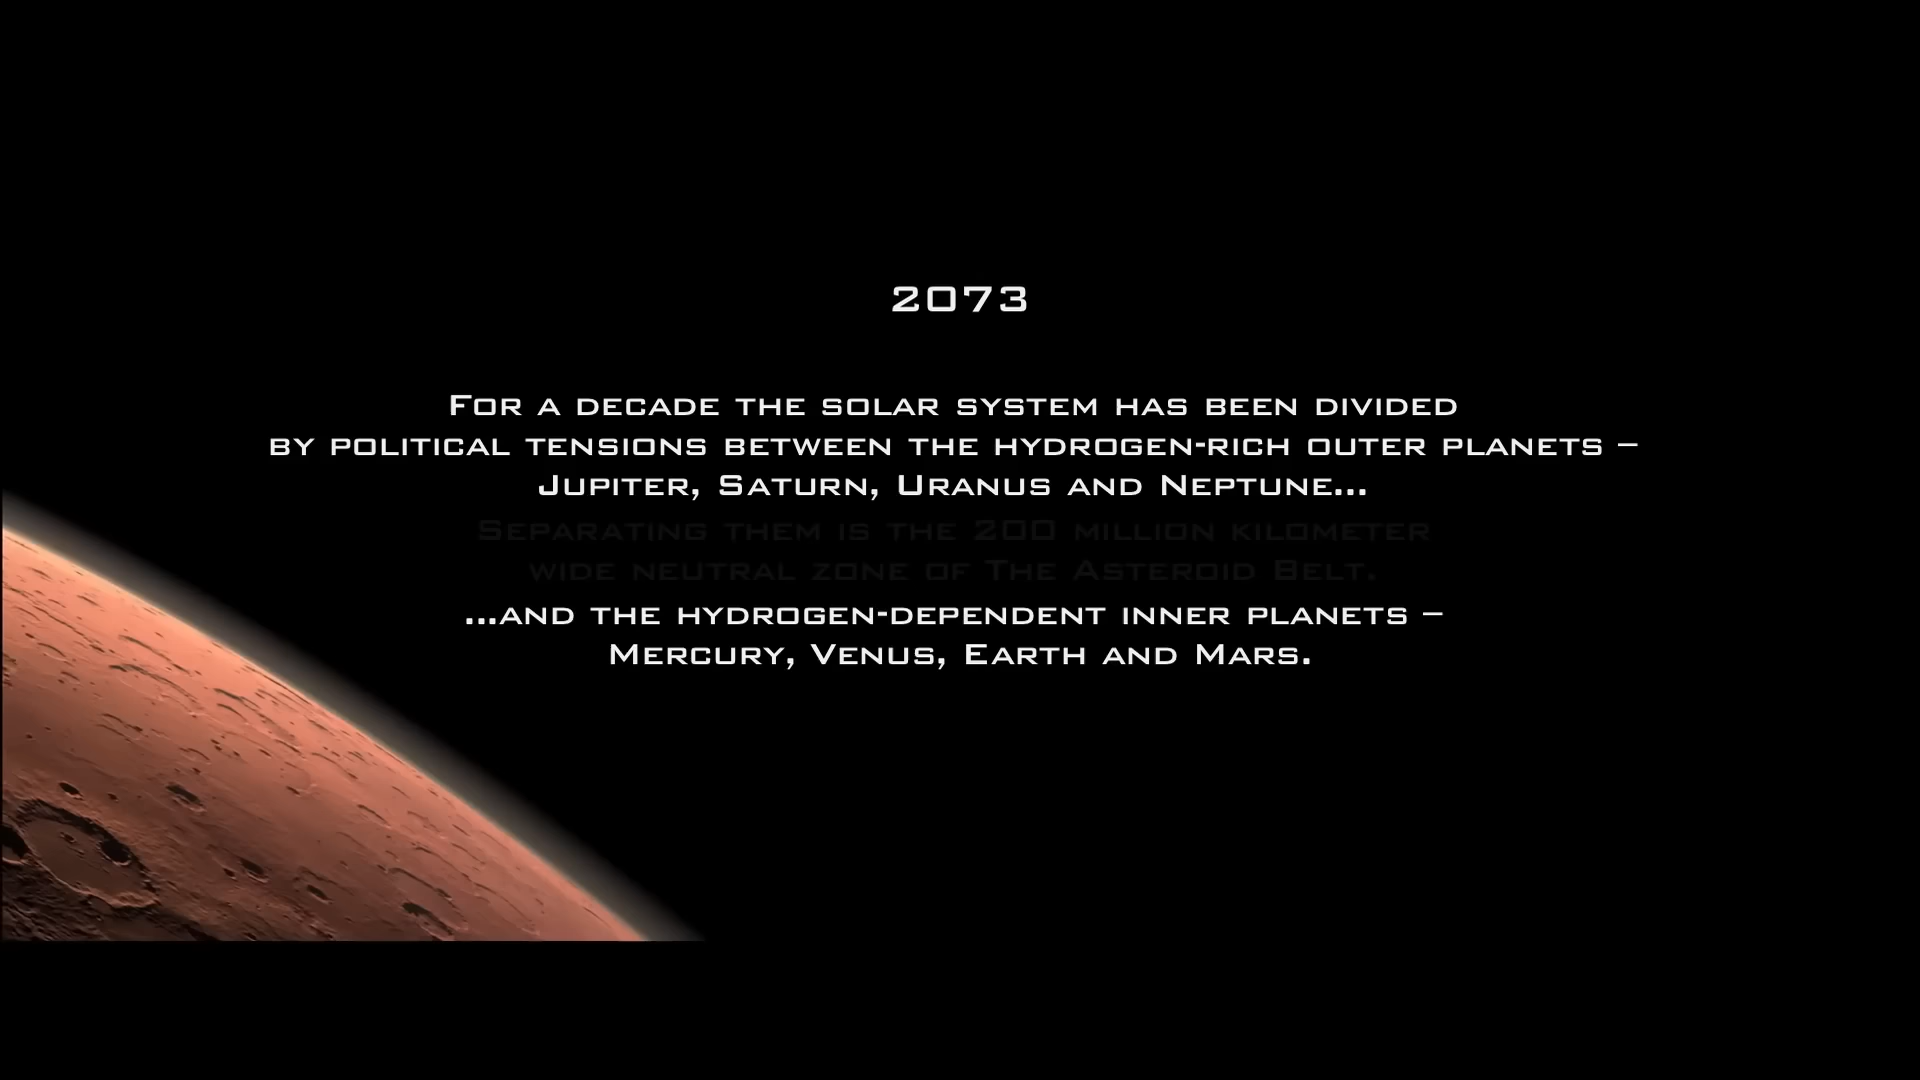 2073
For a decade the solar system has been divided
by political tensions between the hydrogen-rich outer planets –
Jupiter, Saturn, Uranus and Neptune...
Separating them is the 200 million kilometer
wide neutral zone of The Asteroid Belt.
...and the hydrogen-dependent inner planets –
Mercury, Venus, Earth and Mars.